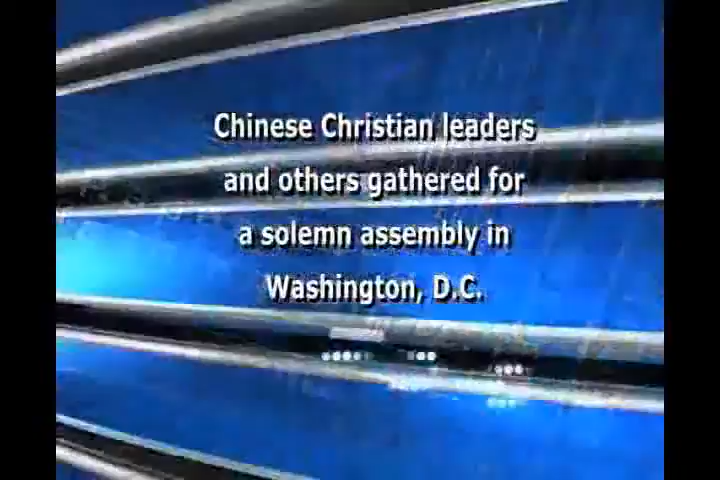 Chinese Christian leaders
and others gathered for
a solemn assembly in
Washington, D.C.